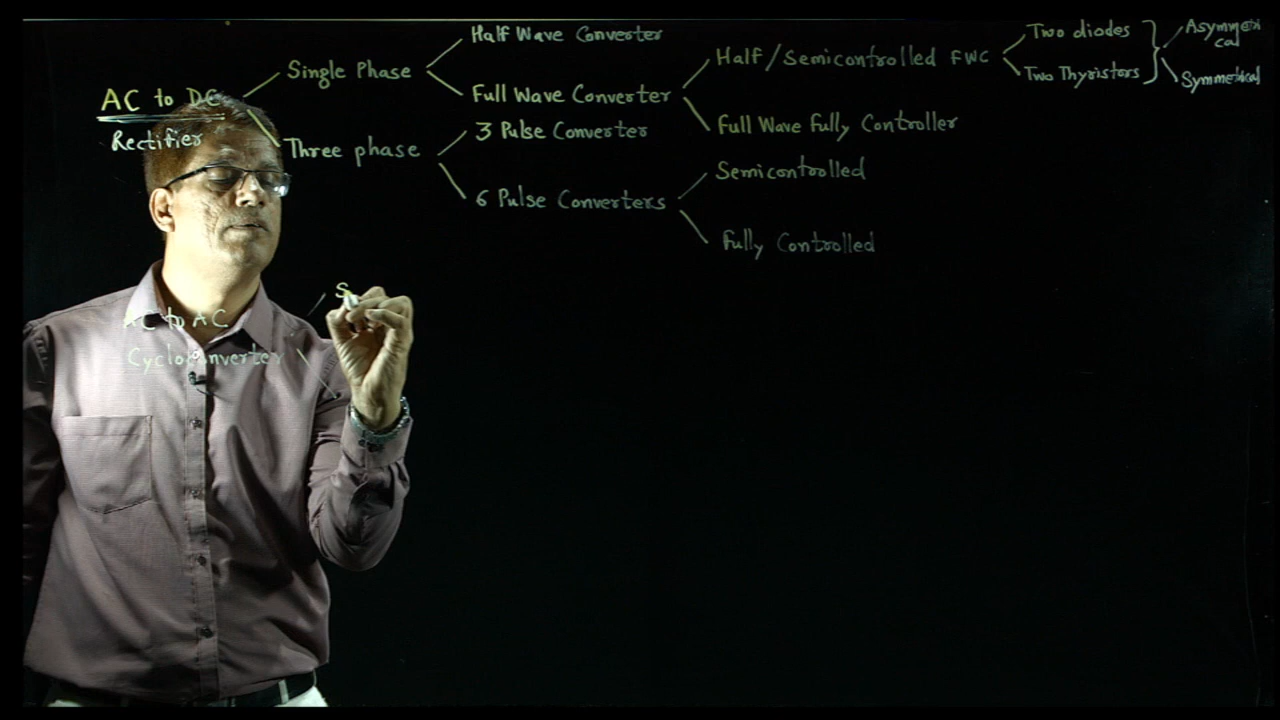 Half Wave Converter
Single Phase
Full Wave Converter
Half/Semicontrolled FWC
Two diodes
Two Thyristors
Asymmetri
cal
Symmetrical
Full Wave Fully Controller
AC to DC
Rectifier
Three phase
3 Pulse Converter
6 Pulse Converters
Semicontrolled
Fully Controlled
AC to AC
Cycloconverter
S